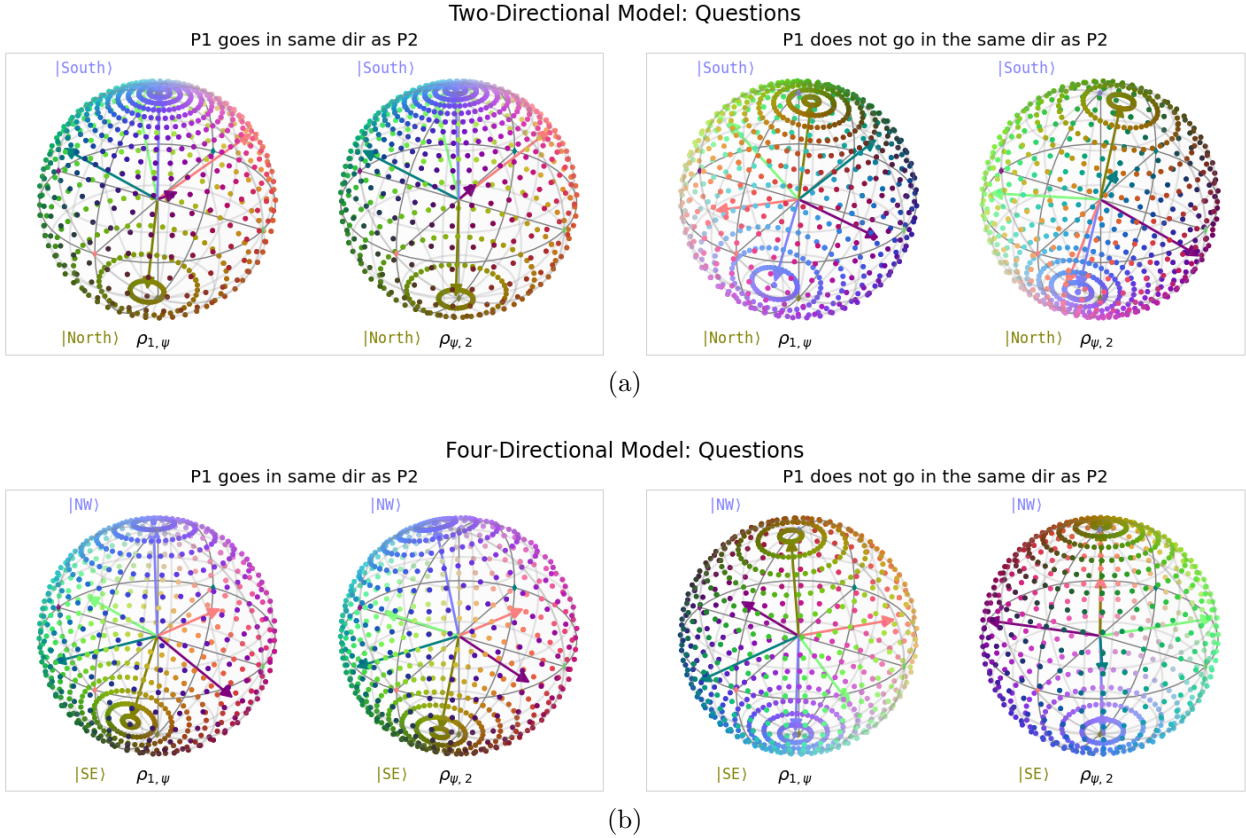 Two-Directional Model: Questions
P1 goes in same dir as P2
P1 does not go in the same dir as P2
|South⟩ |South⟩ |South⟩ |South⟩
|North⟩ ρ₁,ψ |North⟩ ρψ,₂ |North⟩ ρ₁,ψ |North⟩ ρψ,₂
(a)
Four-Directional Model: Questions
P1 goes in same dir as P2
P1 does not go in the same dir as P2
|NW⟩ |NW⟩ |NW⟩ |NW⟩
|SE⟩ ρ₁,ψ |SE⟩ ρψ,₂ |SE⟩ ρ₁,ψ |SE⟩ ρψ,₂
(b)